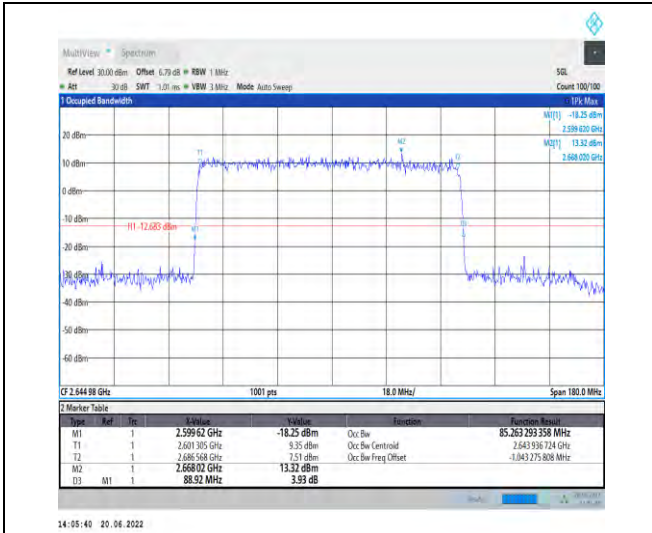 MultiView Spectrum
Ref Level 30.00 dBm Offset 6.79 dB RBW 1 MHz SGL
Att 30 dB SWT 1.01 ms VBW 3 MHz Mode Auto Sweep Count 100/100
1 Occupied Bandwidth 1Pk Max
M1[1] -18.25 dBm
2.599 620 GHz
M2[1] 13.32 dBm
2.668 020 GHz
20 dBm
M2
T1 T2
10 dBm
0 dBm
-10 dBm
H1 -12.683 dBm
M1
-20 dBm
-30 dBm
-40 dBm
-50 dBm
-60 dBm
CF 2.644 98 GHz 1001 pts 18.0 MHz/ Span 180.0 MHz
2 Marker Table
Type Ref Trc X-Value Y-Value Function Function Result
M1 1 2.599 62 GHz -18.25 dBm Occ Bw 85.263 293 358 MHz
T1 1 2.601 305 GHz 9.35 dBm Occ Bw Centroid 2.643 936 724 GHz
T2 1 2.686 568 GHz 7.51 dBm Occ Bw Freq Offset -1.043 275 808 MHz
M2 1 2.668 02 GHz 13.32 dBm
D3 M1 1 88.92 MHz 3.93 dB
14:05:40 20.06.2022